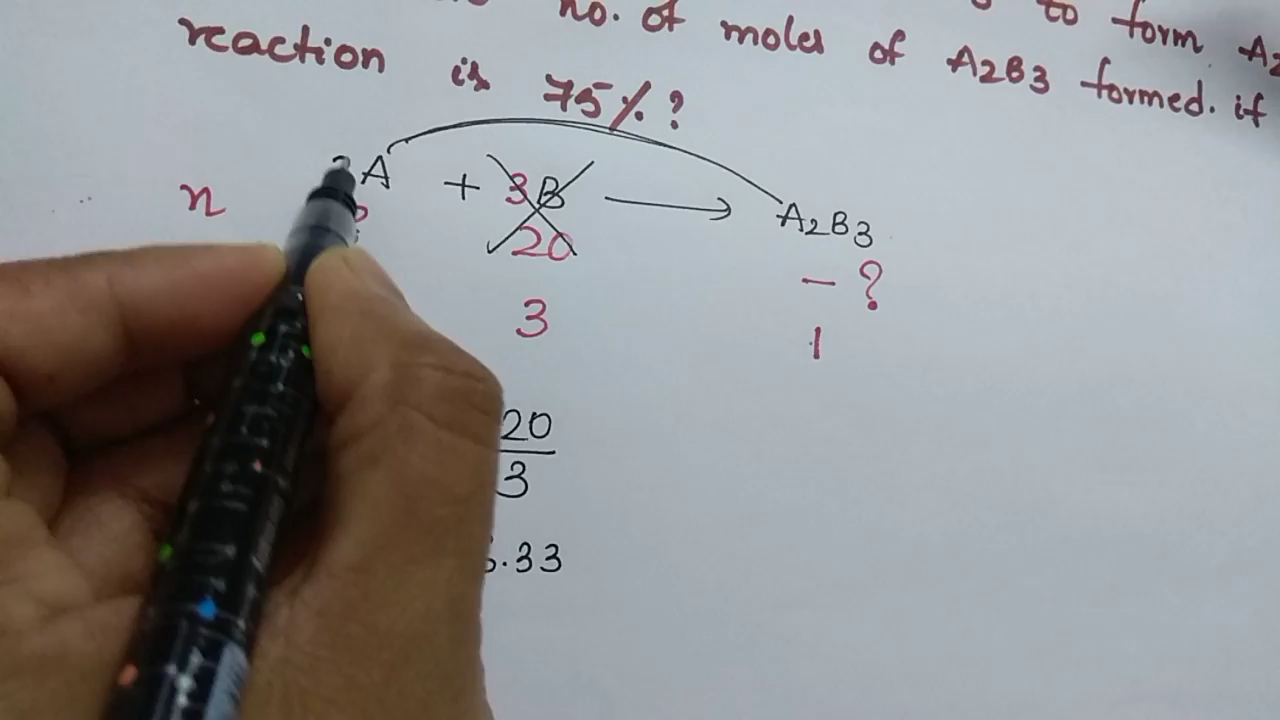 no. of moles of A2B3 formed. if
to form A2
reaction is 75%?
A + 3B ⟶ A2B3
n 20 - ?
3 1
20
3
.33